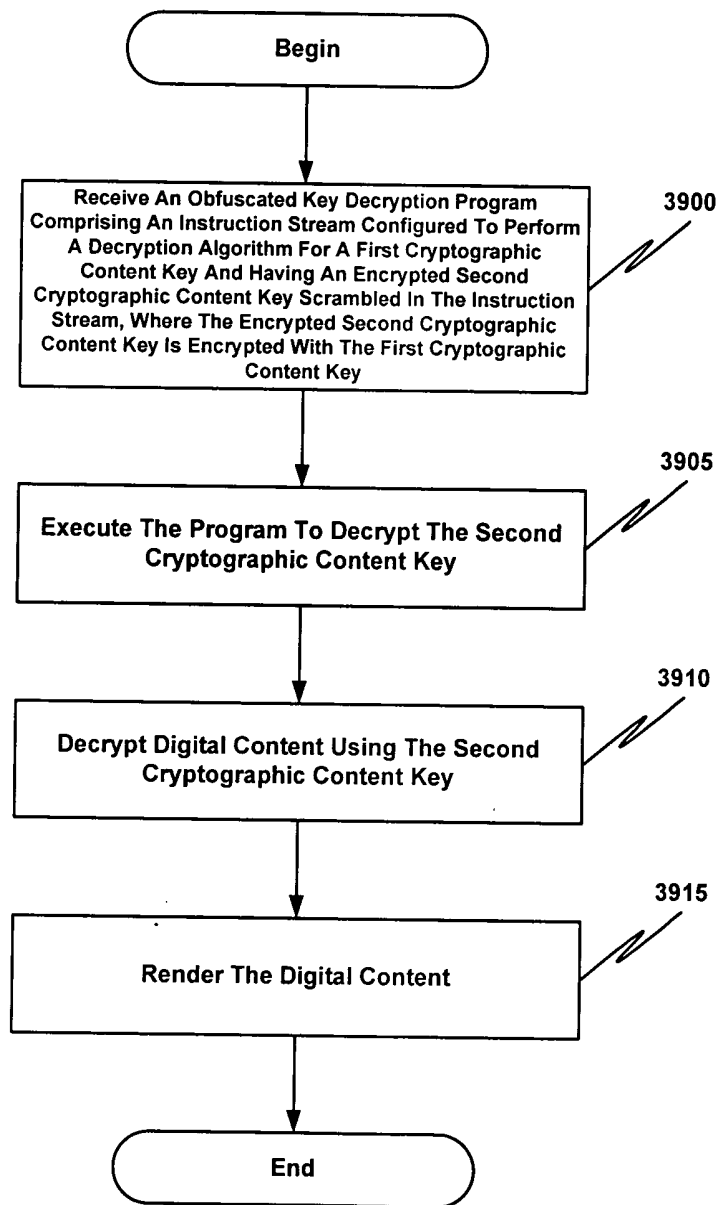 Begin
Receive An Obfuscated Key Decryption Program
Comprising An Instruction Stream Configured To Perform
A Decryption Algorithm For A First Cryptographic
Content Key And Having An Encrypted Second
Cryptographic Content Key Scrambled In The Instruction
Stream, Where The Encrypted Second Cryptographic
Content Key Is Encrypted With The First Cryptographic
Content Key
3900
3905
Execute The Program To Decrypt The Second
Cryptographic Content Key
3910
Decrypt Digital Content Using The Second
Cryptographic Content Key
3915
Render The Digital Content
End